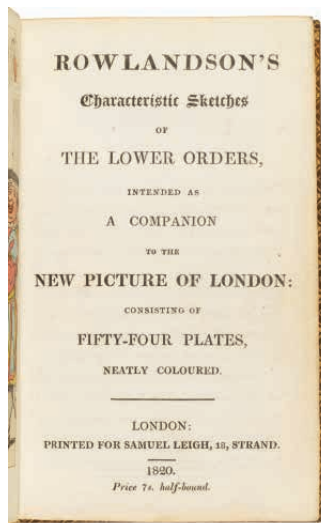 ROWLANDSON'S
Characteristic Sketches
OF
THE LOWER ORDERS,
INTENDED AS
A COMPANION
TO THE
NEW PICTURE OF LONDON:
CONSISTING OF
FIFTY-FOUR PLATES,
NEATLY COLOURED.
LONDON:
PRINTED FOR SAMUEL LEIGH, 18, STRAND.
1820.
Price 7s. half-bound.